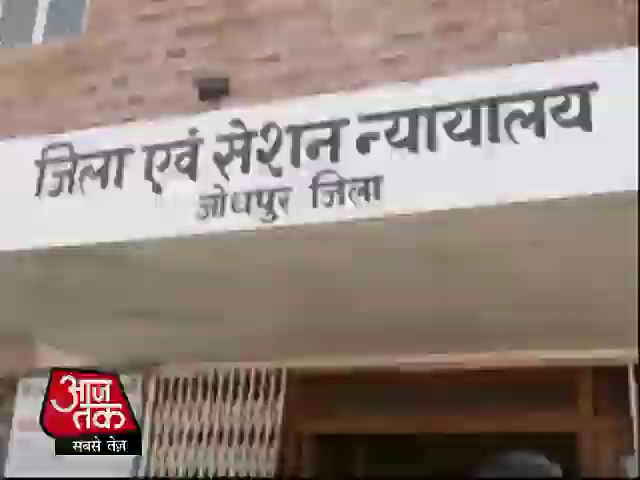 जिला एवं सेशन न्यायालय
जोधपुर जिला
आज
तक
सबसे तेज़